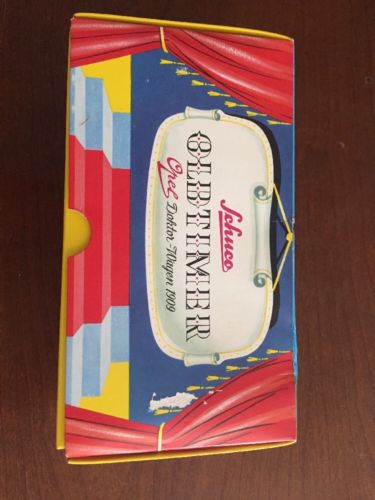 Schuco
OLDTIMER
Opel Doktor-Wagen 1909